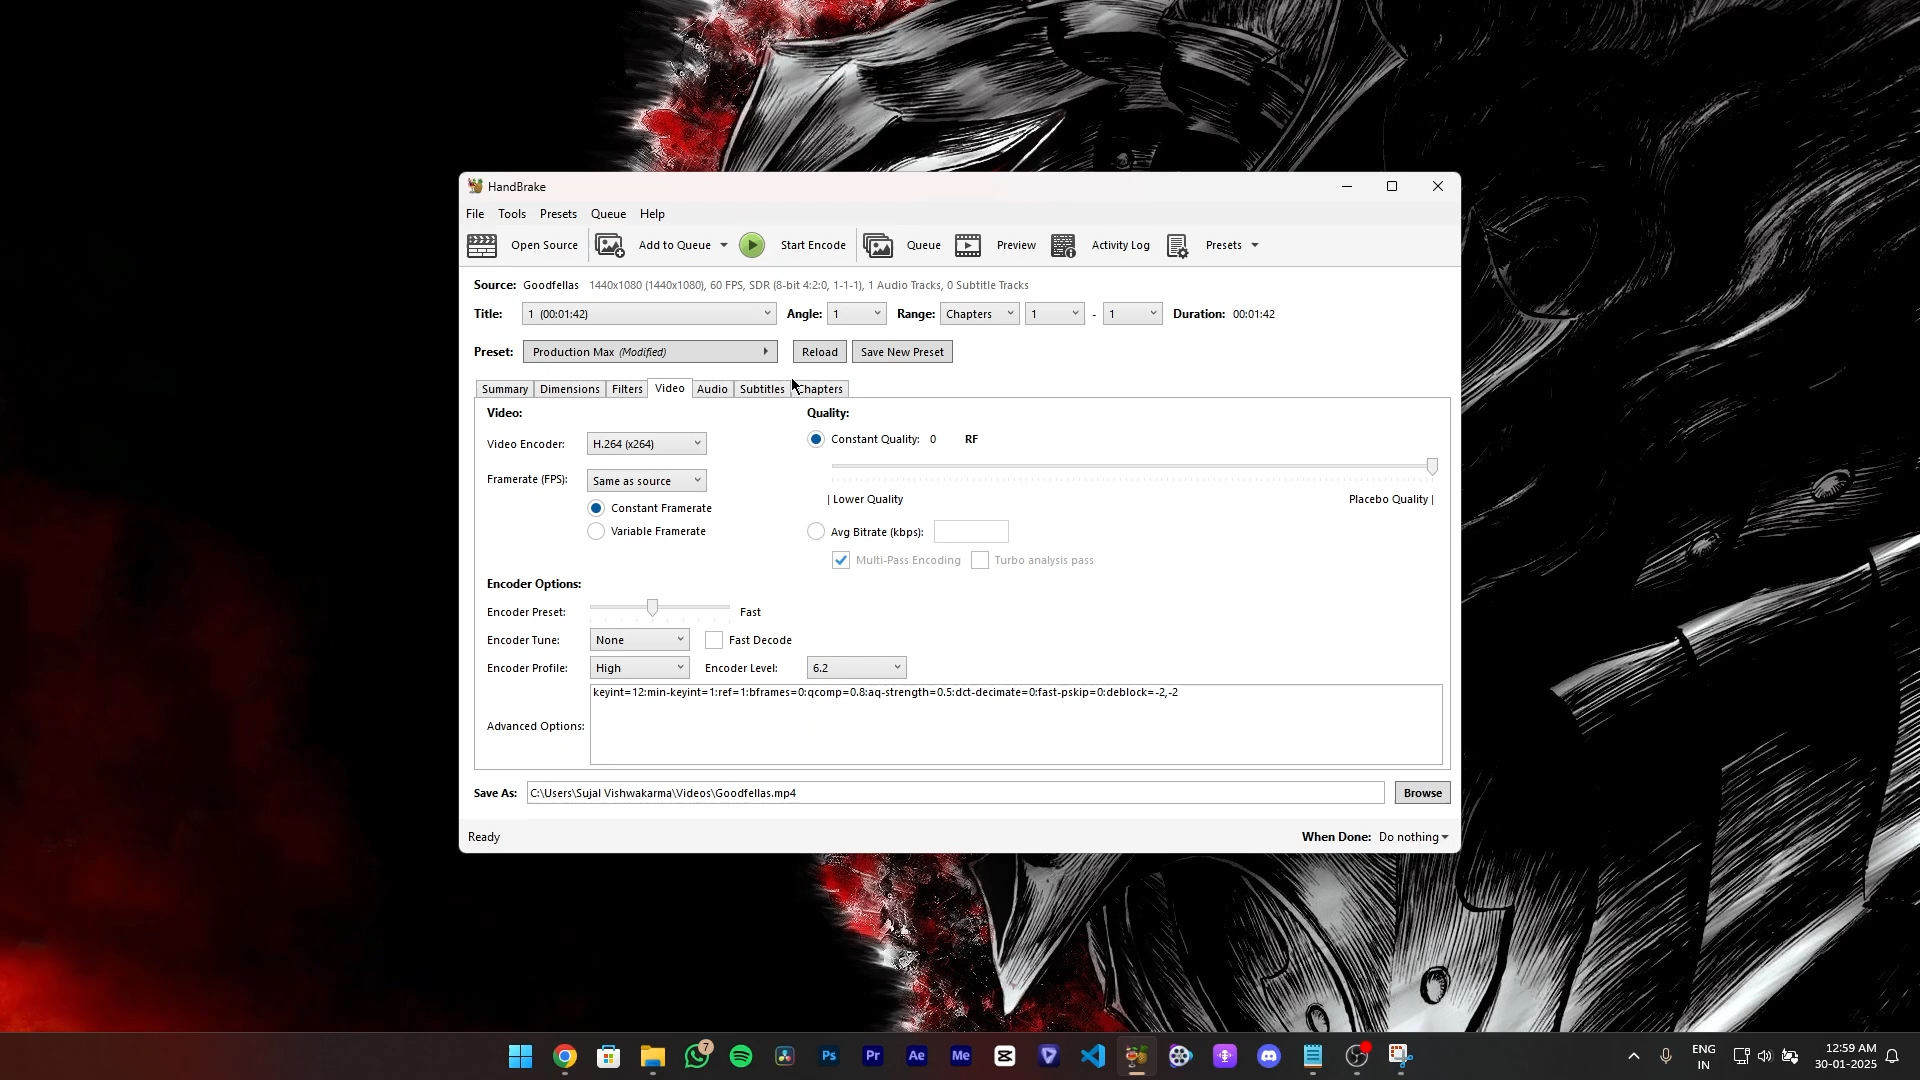 HandBrake
File Tools Presets Queue Help
Open Source Add to Queue Start Encode Queue Preview Activity Log Presets
Source: Goodfellas 1440x1080 (1440x1080), 60 FPS, SDR (8-bit 4:2:0, 1-1-1), 1 Audio Tracks, 0 Subtitle Tracks
Title: 1 (00:01:42) Angle: 1 Range: Chapters 1 - 1 Duration: 00:01:42
Preset: Production Max (Modified) Reload Save New Preset
Summary Dimensions Filters Video Audio Subtitles Chapters
Video: Quality:
Constant Quality: 0 RF
Video Encoder: H.264 (x264)
Framerate (FPS): Same as source
| Lower Quality Placebo Quality |
Constant Framerate
Variable Framerate Avg Bitrate (kbps):
Multi-Pass Encoding Turbo analysis pass
Encoder Options:
Encoder Preset: Fast
Encoder Tune: None Fast Decode
Encoder Profile: High Encoder Level: 6.2
keyint=12:min-keyint=1:ref=1:bframes=0:qcomp=0.8:aq-strength=0.5:dct-decimate=0:fast-pskip=0:deblock=-2,-2
Advanced Options:
Save As: C:\Users\Sujal Vishwakarma\Videos\Goodfellas.mp4 Browse
Ready When Done: Do nothing
7
Ps Pr Ae Me
ENG
IN
12:59 AM
30-01-2025